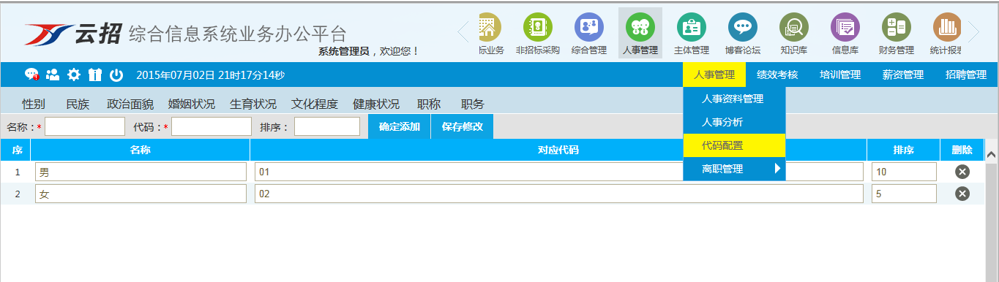 云招 综合信息系统业务办公平台
系统管理员，欢迎您！
标业务 非招标采购 综合管理 人事管理 主体管理 博客论坛 知识库 信息库 财务管理 统计报表
2015年07月02日 21时17分14秒
人事管理 绩效考核 培训管理 薪资管理 招聘管理
人事资料管理
人事分析
代码配置
离职管理
性别 民族 政治面貌 婚姻状况 生育状况 文化程度 健康状况 职称 职务
名称：* 代码：* 排序： 确定添加 保存修改
序 名称 对应代码 排序 删除
1 男 01 10
2 女 02 5